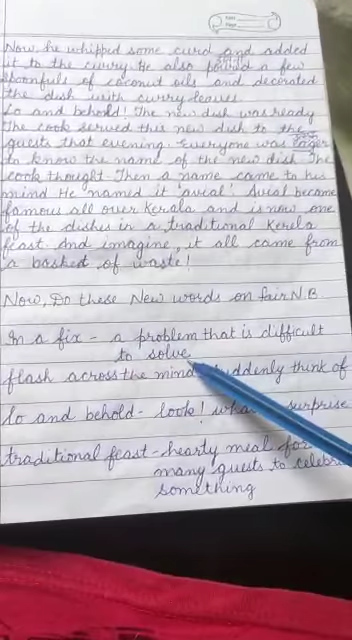 Now, he whipped some curd and added
it to the curry. He also poured a few
spoonfuls of coconut oils and decorated
the dish with curry leaves.
Lo and behold! The new dish was ready
The cook served this new dish to the
guests that evening. Everyone was eager
to know the name of the new dish The
cook thought. Then a name came to his
mind He named it 'avial'! Avial became
famous all over Kerala and is now one
of the dishes in a traditional Kerela
feast. And imagine, it all came from
a basked of waste!
Now, Do these New words on fair N.B.
In a fix - a problem that is difficult
to solve
flash across the mind suddenly think of
lo and behold - look! what surprise
traditional feast - hearty meal for
many guests to celebr
something